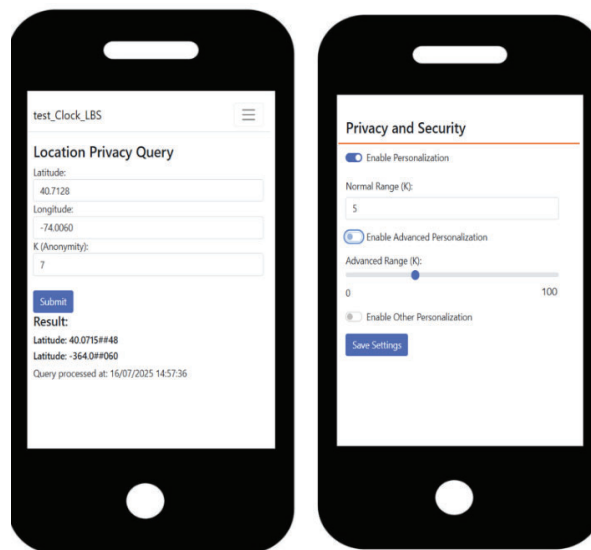 test_Clock_LBS
Location Privacy Query
Latitude:
40.7128
Longitude:
-74.0060
K (Anonymity):
7
Submit
Result:
Latitude: 40.0715##48
Latitude: -364.0##060
Query processed at: 16/07/2025 14:57:36
Privacy and Security
Enable Personalization
Normal Range (K):
5
Enable Advanced Personalization
Advanced Range (K):
0 100
Enable Other Personalization
Save Settings